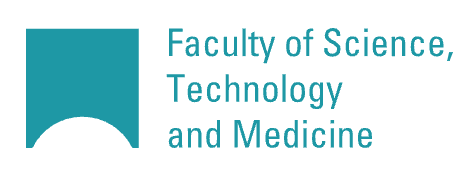 Faculty of Science,
Technology
and Medicine